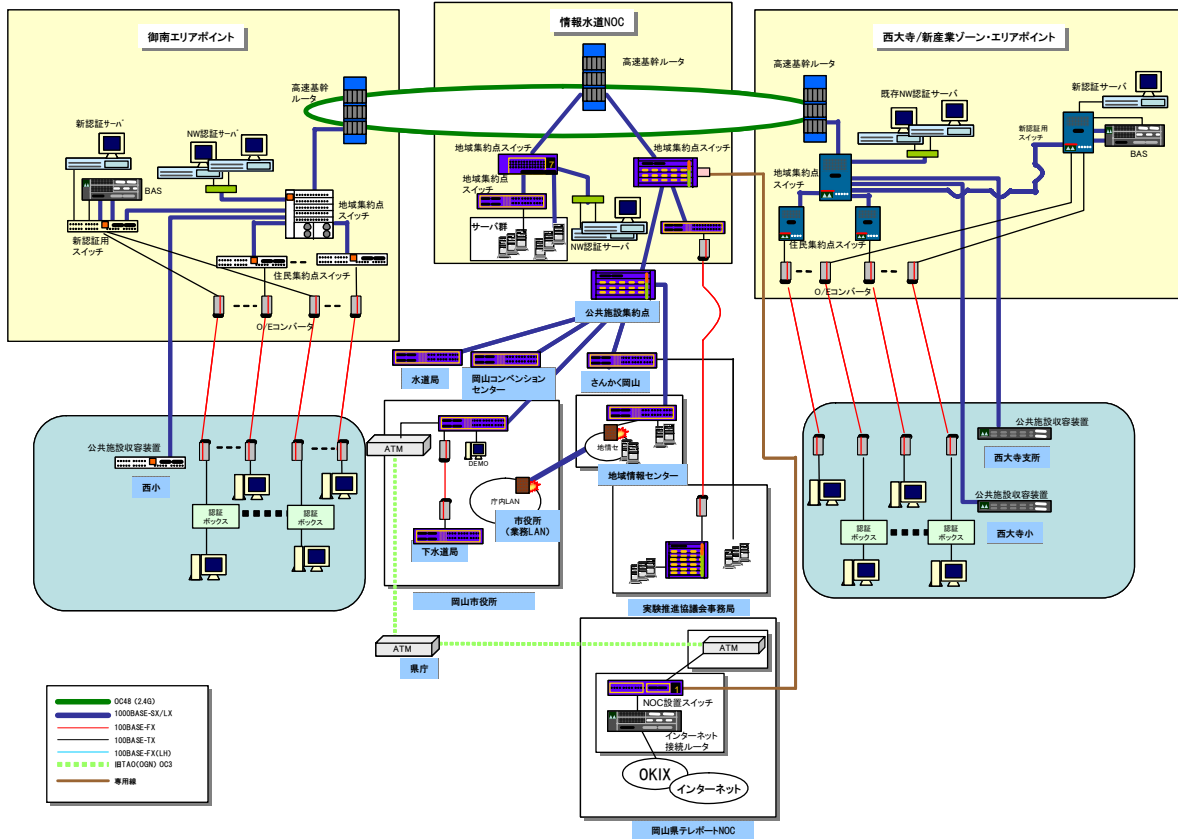 御南エリアポイント
高速基幹
ルータ
新認証サーバ
NW認証サーバ
BAS
地域集約点
スイッチ
新認証用
スイッチ
住民集約点スイッチ
O/Eコンバータ
情報水道NOC
高速基幹ルータ
地域集約点スイッチ
7
地域集約点
スイッチ
サーバ群
NW認証サーバ
西大寺/新産業ゾーン・エリアポイント
高速基幹
ルータ
既存NW認証サーバ
新認証サーバ
新認証用
スイッチ
BAS
地域集約点
スイッチ
住民集約点スイッチ
O/Eコンバータ
公共施設集約点
水道局
岡山コンベンション
センター
さんかく岡山
ATM
DEMO
庁内LAN
市役所
(業務LAN)
下水道局
岡山市役所
地情セ
地域情報センター
実験推進協議会事務局
公共施設収容装置
西小
認証
ボックス
認証
ボックス
公共施設収容装置
西大寺支所
公共施設収容装置
西大寺小
認証
ボックス
認証
ボックス
ATM
県庁
ATM
1
NOC設置スイッチ
インターネット
接続ルータ
OKIX
インターネット
岡山県テレポートNOC
OC48 (2.4G)
1000BASE-SX/LX
100BASE-FX
100BASE-TX
100BASE-FX(LH)
旧TAO(OGN) OC3
専用線